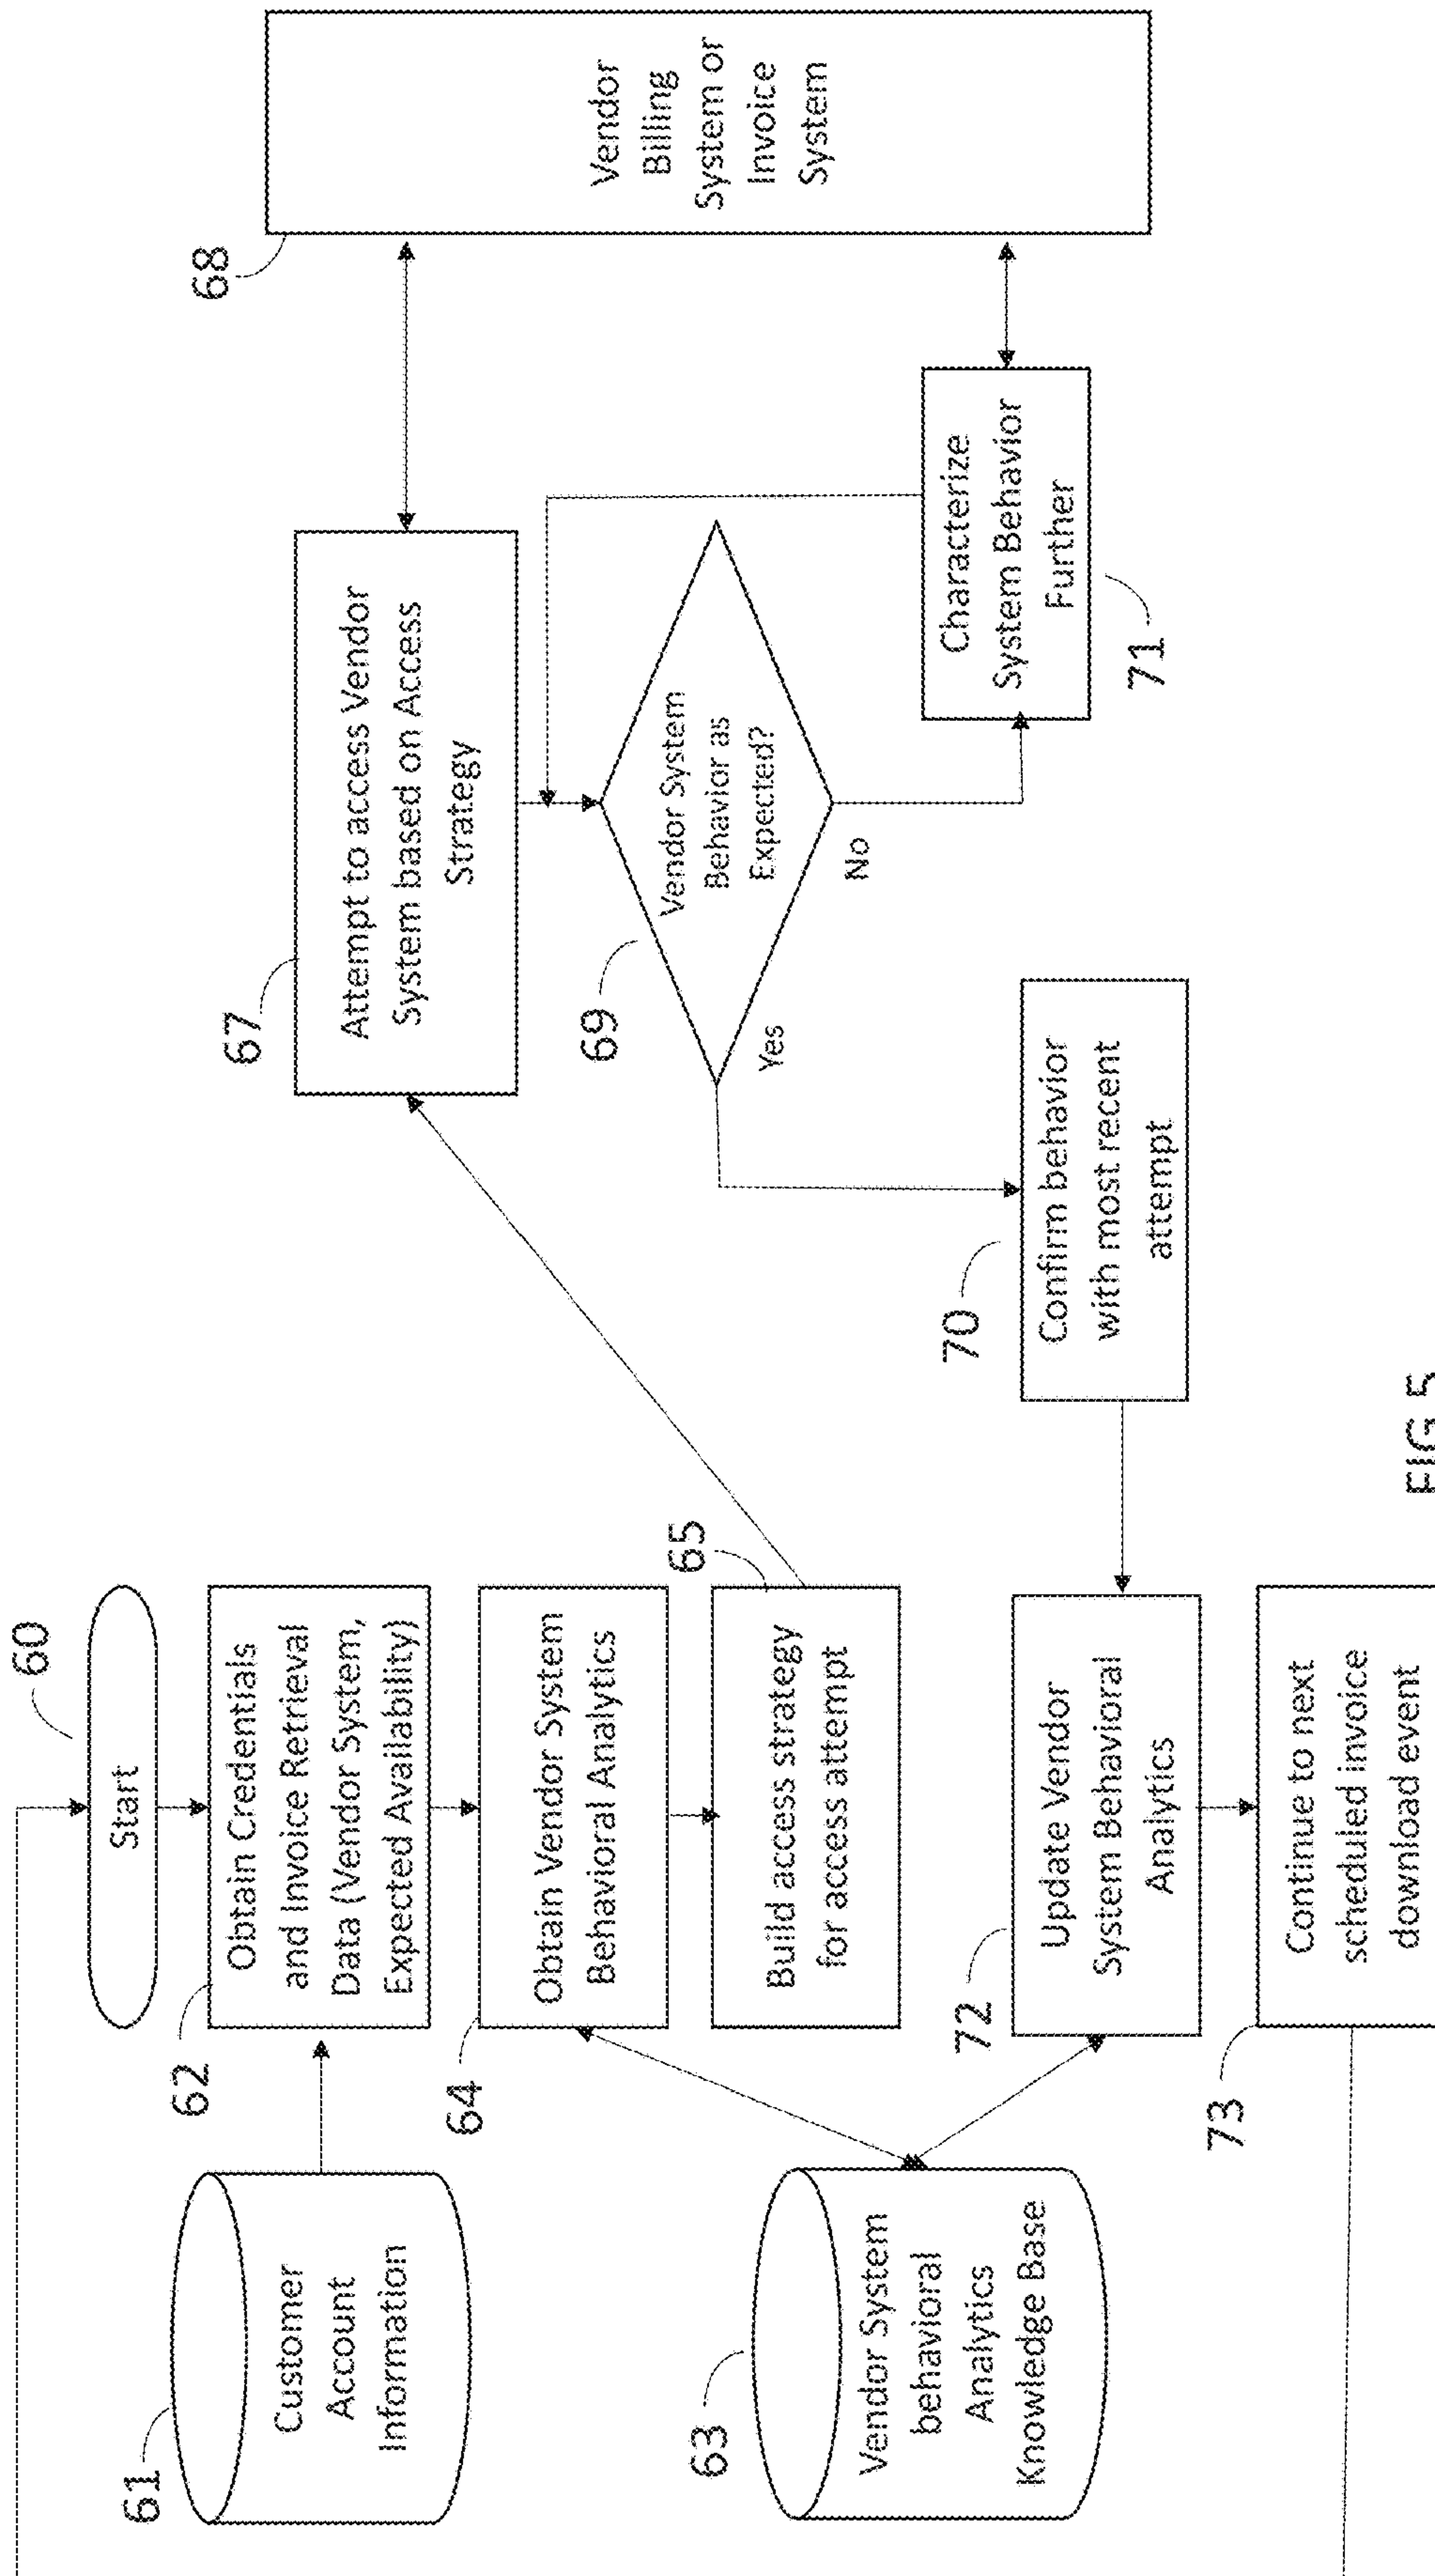 60
Start
61
Customer
Account
Information
62
Obtain Credentials
and Invoice Retrieval
Data (Vendor System,
Expected Availability)
63
Vendor System
behavioral
Analytics
Knowledge Base
64
Obtain Vendor System
Behavioral Analytics
65
Build access strategy
for access attempt
67
Attempt to access Vendor
System based on Access
Strategy
68
Vendor
Billing
System or
Invoice
System
69
Vendor System
Behavior as
Expected?
Yes
No
70
Confirm behavior
with most recent
attempt
71
Characterize
System Behavior
Further
72
Update Vendor
System Behavioral
Analytics
73
Continue to next
scheduled invoice
download event
FIG 5